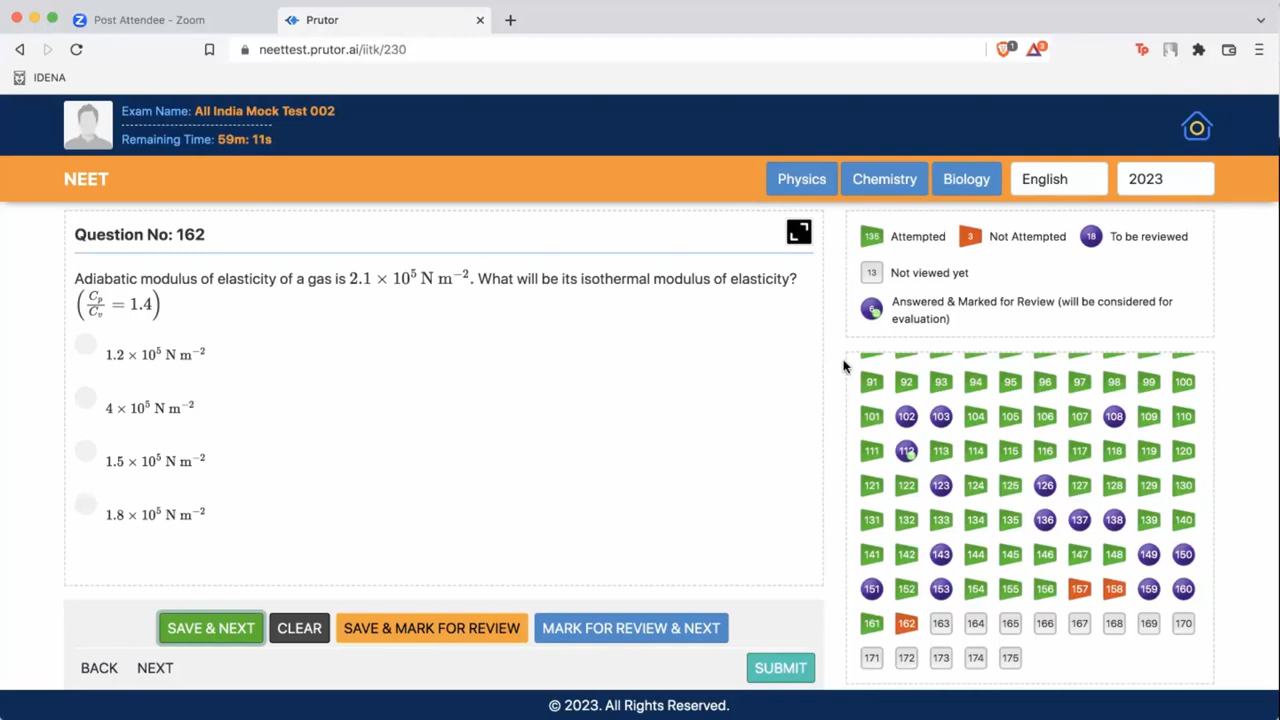 Post Attendee - Zoom
Prutor
neettest.prutor.ai/iitk/230
1
3
Tp
IDENA
Exam Name: All India Mock Test 002
Remaining Time: 59m: 11s
NEET
Physics
Chemistry
Biology
English
2023
Question No: 162
Adiabatic modulus of elasticity of a gas is 2.1 × 10⁵ N m⁻². What will be its isothermal modulus of elasticity?
(C_p/C_v = 1.4)
1.2 × 10⁵ N m⁻²
4 × 10⁵ N m⁻²
1.5 × 10⁵ N m⁻²
1.8 × 10⁵ N m⁻²
SAVE & NEXT
CLEAR
SAVE & MARK FOR REVIEW
MARK FOR REVIEW & NEXT
BACK
NEXT
SUBMIT
135 Attempted
3 Not Attempted
18 To be reviewed
13 Not viewed yet
Answered & Marked for Review (will be considered for
evaluation)
91 92 93 94 95 96 97 98 99 100
101 102 103 104 105 106 107 108 109 110
111 112 113 114 115 116 117 118 119 120
121 122 123 124 125 126 127 128 129 130
131 132 133 134 135 136 137 138 139 140
141 142 143 144 145 146 147 148 149 150
151 152 153 154 155 156 157 158 159 160
161 162 163 164 165 166 167 168 169 170
171 172 173 174 175
© 2023. All Rights Reserved.